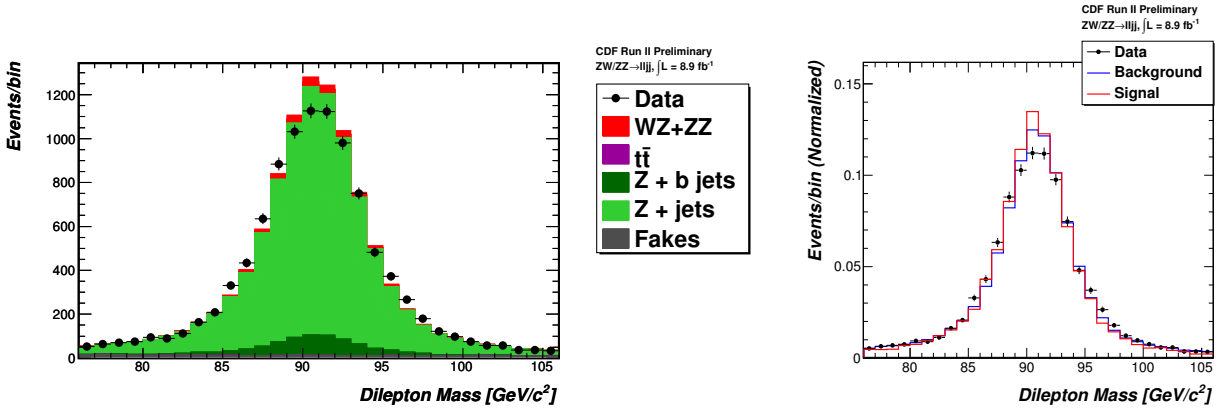 CDF Run II Preliminary
ZW/ZZ→lljj, ∫L = 8.9 fb⁻¹
Events/bin
1200
1000
800
600
400
200
0
80
85
90
95
100
105
Dilepton Mass [GeV/c²]
Data
WZ+ZZ
tt̄
Z + b jets
Z + jets
Fakes
CDF Run II Preliminary
ZW/ZZ→lljj, ∫L = 8.9 fb⁻¹
Data
Background
Signal
Events/bin (Normalized)
0.15
0.1
0.05
0
80
85
90
95
100
105
Dilepton Mass [GeV/c²]